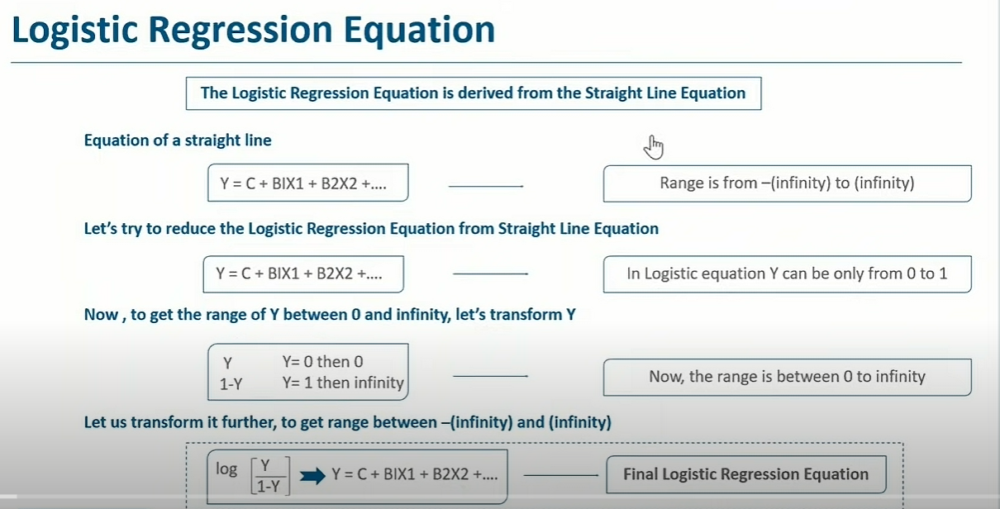 Logistic Regression Equation
The Logistic Regression Equation is derived from the Straight Line Equation
Equation of a straight line
Y = C + BIX1 + B2X2 +....
Range is from –(infinity) to (infinity)
Let's try to reduce the Logistic Regression Equation from Straight Line Equation
Y = C + BIX1 + B2X2 +....
In Logistic equation Y can be only from 0 to 1
Now , to get the range of Y between 0 and infinity, let's transform Y
Y Y= 0 then 0
1-Y Y= 1 then infinity
Now, the range is between 0 to infinity
Let us transform it further, to get range between –(infinity) and (infinity)
log [Y
1-Y] Y = C + BIX1 + B2X2 +....
Final Logistic Regression Equation